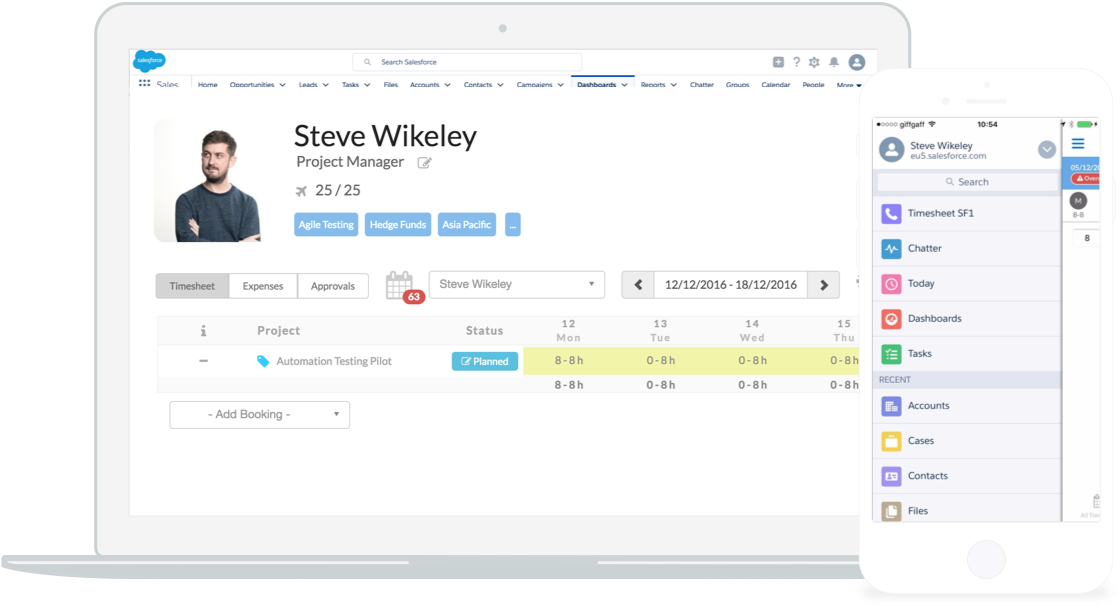 salesforce
Search Salesforce
?
Sales
Home Opportunities Leads Tasks Files Accounts Contacts Campaigns Dashboards Reports Chatter Groups Calendar People More
Steve Wikeley
Project Manager
25 / 25
Agile Testing Hedge Funds Asia Pacific ...
Timesheet Expenses Approvals 63 Steve Wikeley 12/12/2016 - 18/12/2016
i Project Status 12 Mon 13 Tue 14 Wed 15 Thu
– Automation Testing Pilot Planned 8-8h 0-8h 0-8h 0-8h
8-8h 0-8h 0-8h 0-8h
- Add Booking -
giffgaff 10:54
Steve Wikeley
eu5.salesforce.com
Search
Timesheet SF1
Chatter
Today
Dashboards
Tasks
RECENT
Accounts
Cases
Contacts
Files
05/12/20
Over
M
8-8
8